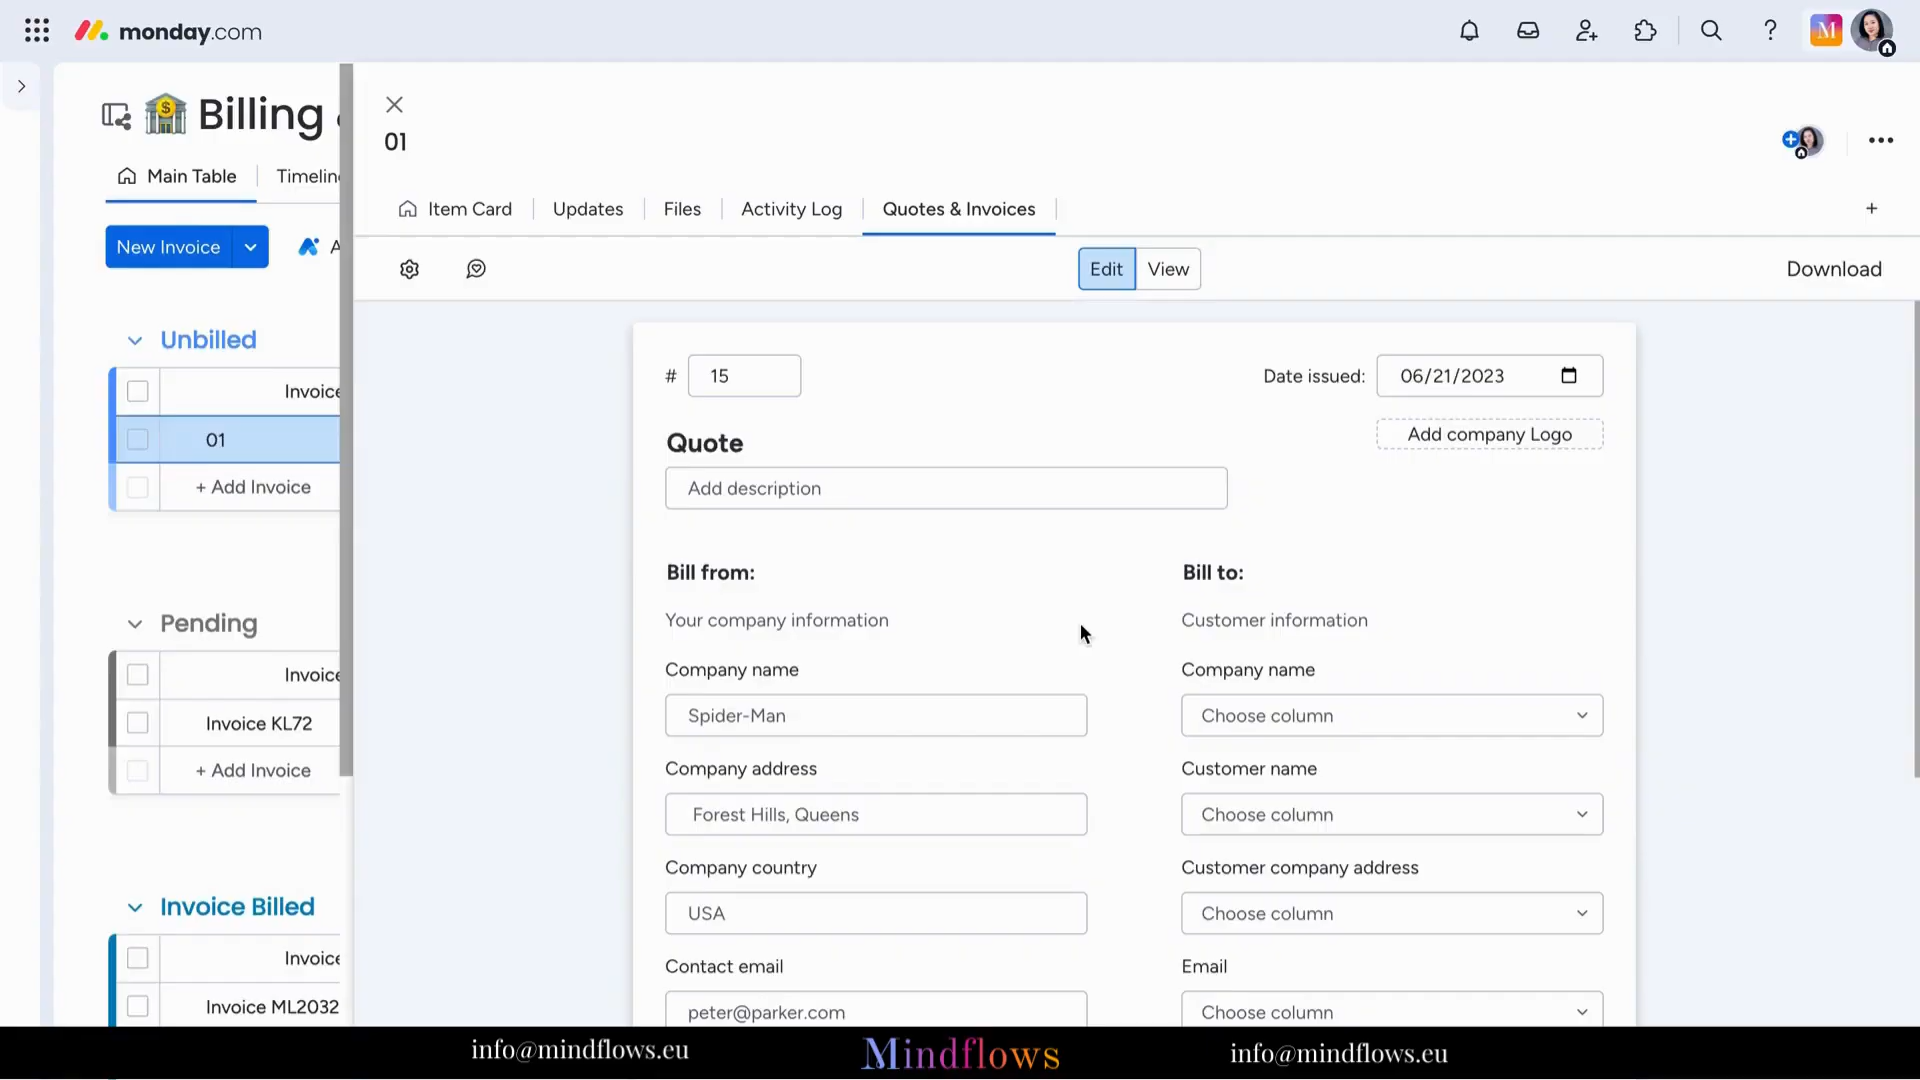 monday.com
M
Billing
01
Main Table
Timeline
Item Card
Updates
Files
Activity Log
Quotes & Invoices
+
New Invoice
A
Edit
View
Download
Unbilled
Invoice
01
+ Add Invoice
Pending
Invoice
Invoice KL72
+ Add Invoice
Invoice Billed
Invoice
Invoice ML2032
# 15
Date issued: 06/21/2023
Add company Logo
Quote
Add description
Bill from:
Your company information
Company name
Spider-Man
Company address
Forest Hills, Queens
Company country
USA
Contact email
peter@parker.com
Bill to:
Customer information
Company name
Choose column
Customer name
Choose column
Customer company address
Choose column
Email
Choose column
info@mindflows.eu
Mindflows
info@mindflows.eu